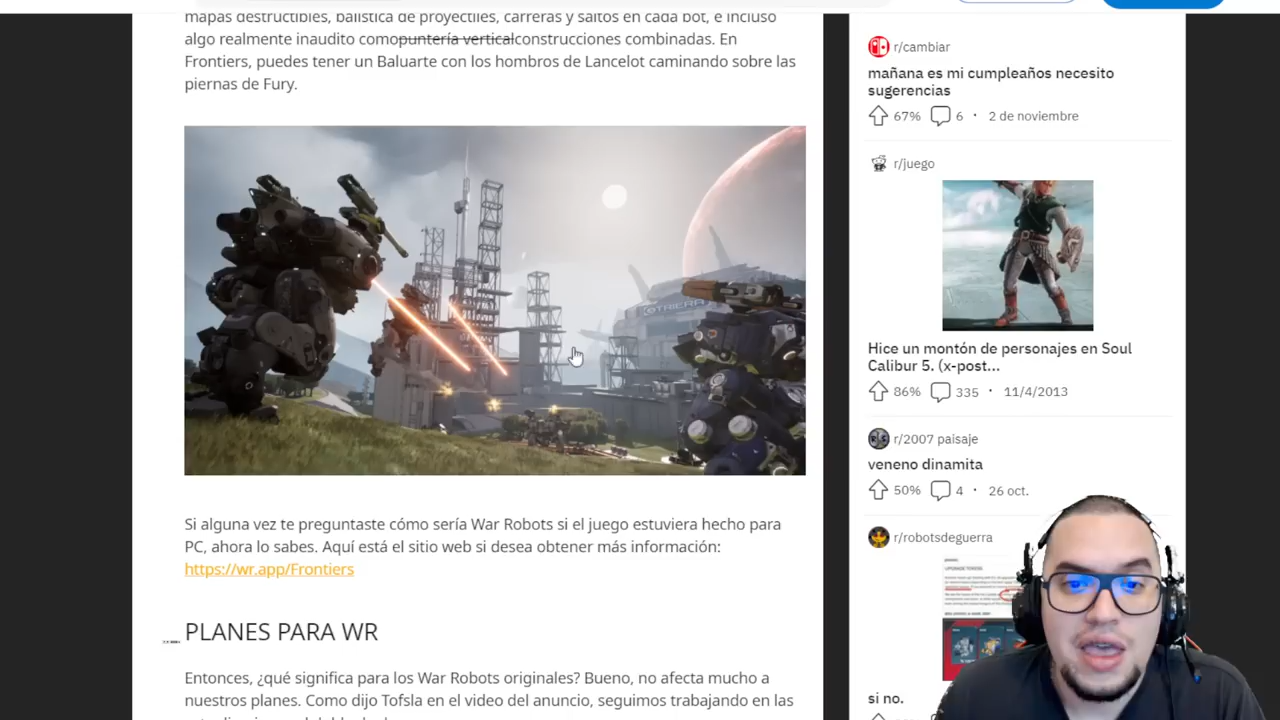 mapas destructibles, balística de proyectiles, carreras y saltos en cada bot, e incluso
algo realmente inaudito comopuntería verticalconstrucciones combinadas. En
Frontiers, puedes tener un Baluarte con los hombros de Lancelot caminando sobre las
piernas de Fury.
Si alguna vez te preguntaste cómo sería War Robots si el juego estuviera hecho para
PC, ahora lo sabes. Aquí está el sitio web si desea obtener más información:
https://wr.app/Frontiers
PLANES PARA WR
Entonces, ¿qué significa para los War Robots originales? Bueno, no afecta mucho a
nuestros planes. Como dijo Tofsla en el video del anuncio, seguimos trabajando en las
r/cambiar
mañana es mi cumpleaños necesito
sugerencias
67% 6 · 2 de noviembre
r/juego
Hice un montón de personajes en Soul
Calibur 5. (x-post...
86% 335 · 11/4/2013
r/2007 paisaje
veneno dinamita
50% 4 · 26 oct.
r/robotsdeguerra
si no.